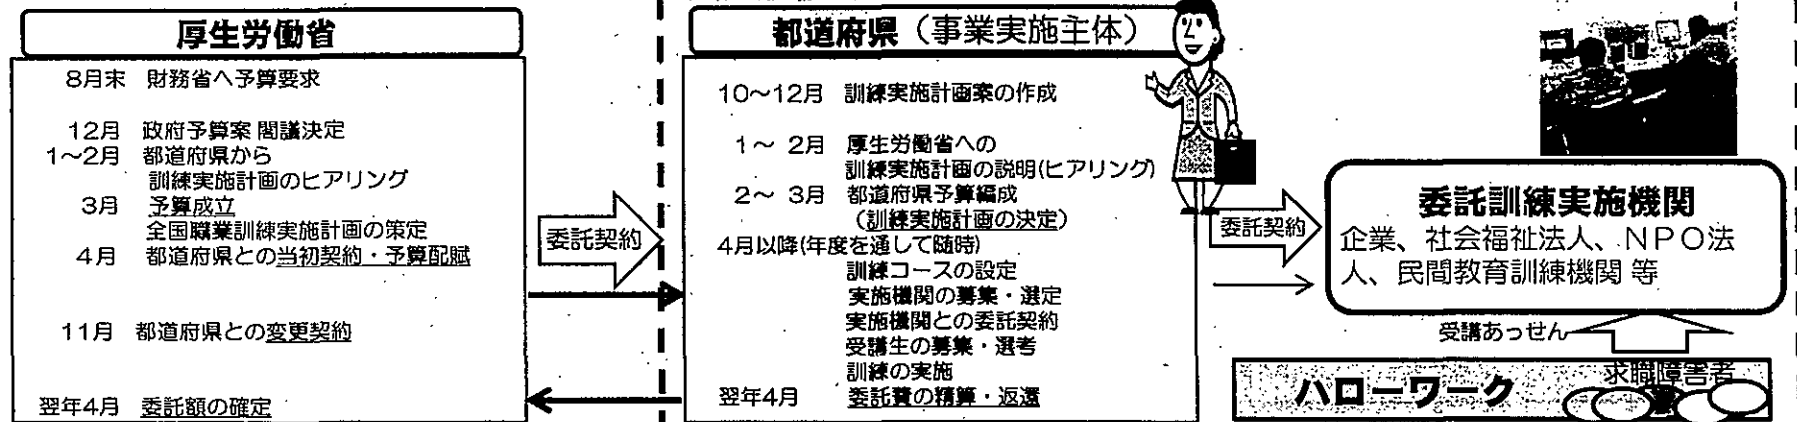 厚生労働省
8月末 財務省へ予算要求
12月 政府予算案 閣議決定
1～2月 都道府県から
訓練実施計画のヒアリング
3月 予算成立
全国職業訓練実施計画の策定
4月 都道府県との当初契約・予算配賦
11月 都道府県との変更契約
翌年4月 委託額の確定
委託契約
都道府県（事業実施主体）
10～12月 訓練実施計画案の作成
1～ 2月 厚生労働省への
訓練実施計画の説明(ヒアリング)
2～ 3月 都道府県予算編成
（訓練実施計画の決定）
4月以降(年度を通して随時)
訓練コースの設定
実施機関の募集・選定
実施機関との委託契約
受講生の募集・選考
訓練の実施
翌年4月 委託費の精算・返還
委託契約
委託訓練実施機関
企業、社会福祉法人、ＮＰＯ法
人、民間教育訓練機関 等
受講あっせん
ハローワーク
求職障害者